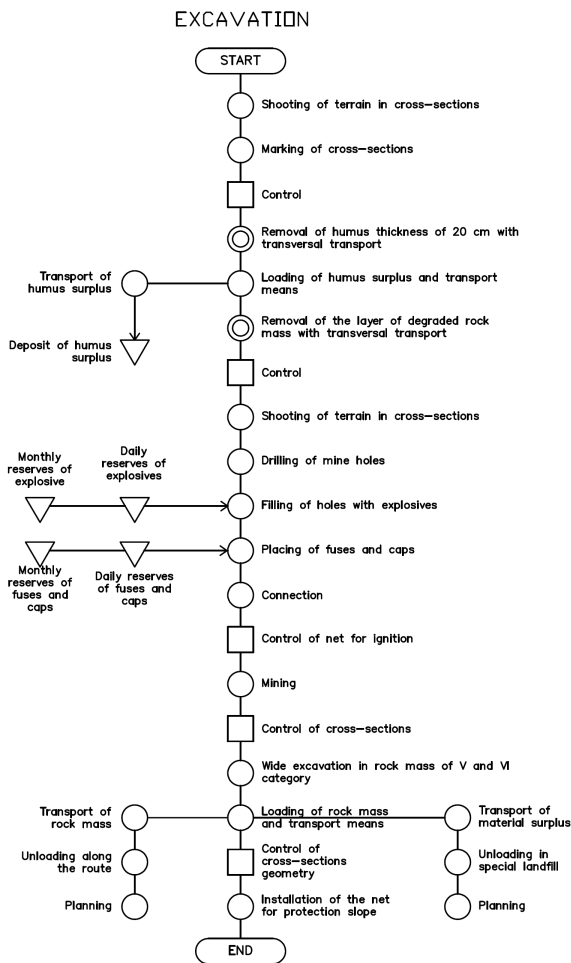 EXCAVATION
START
Shooting of terrain in cross-sections
Marking of cross-sections
Control
Removal of humus thickness of 20 cm with
transversal transport
Transport of
humus surplus
Loading of humus surplus and transport
means
Deposit of humus
surplus
Removal of the layer of degraded rock
mass with transversal transport
Control
Shooting of terrain in cross-sections
Drilling of mine holes
Monthly
reserves of
explosive
Daily
reserves of
explosives
Filling of holes with explosives
Placing of fuses and caps
Monthly
reserves of
fuses and
caps
Daily reserves
of fuses and
caps
Connection
Control of net for ignition
Mining
Control of cross-sections
Wide excavation in rock mass of V and VI
category
Transport of
rock mass
Loading of rock mass
and transport means
Transport of
material surplus
Unloading along
the route
Control of
cross-sections
geometry
Unloading in
special landfill
Planning
Installation of the net
for protection slope
Planning
END